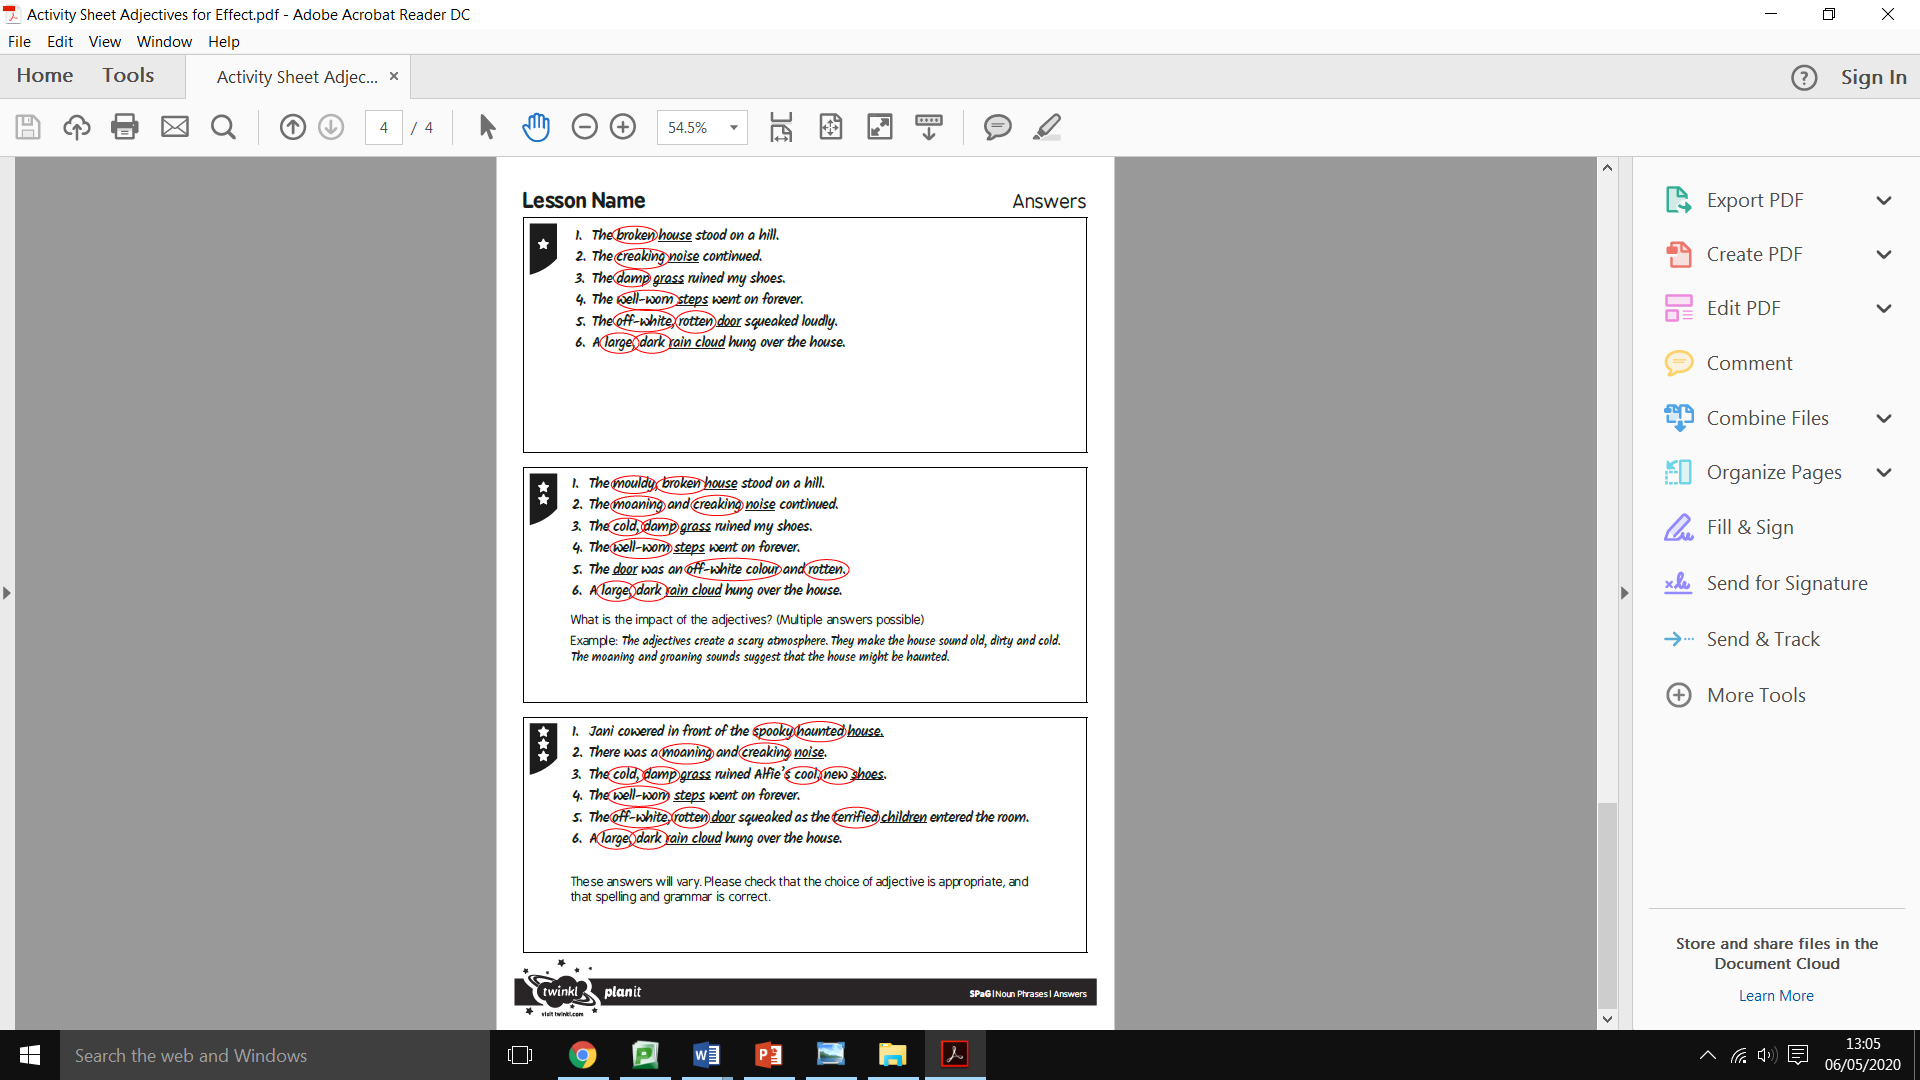 Activity Sheet Adjectives for Effect.pdf - Adobe Acrobat Reader DC
File Edit View Window Help
Home Tools Activity Sheet Adjec... × ? Sign In
4 / 4 54.5%
Lesson Name Answers
1. The broken house stood on a hill.
2. The creaking noise continued.
3. The damp grass ruined my shoes.
4. The well-worn steps went on forever.
5. The off-white, rotten door squeaked loudly.
6. A large, dark rain cloud hung over the house.
1. The mouldy, broken house stood on a hill.
2. The moaning and creaking noise continued.
3. The cold, damp grass ruined my shoes.
4. The well-worn steps went on forever.
5. The door was an off-white colour and rotten.
6. A large, dark rain cloud hung over the house.
What is the impact of the adjectives? (Multiple answers possible)
Example: The adjectives create a scary atmosphere. They make the house sound old, dirty and cold.
The moaning and groaning sounds suggest that the house might be haunted.
1. Jani cowered in front of the spooky haunted house.
2. There was a moaning and creaking noise.
3. The cold, damp grass ruined Alfie's cool, new shoes.
4. The well-worn steps went on forever.
5. The off-white, rotten door squeaked as the terrified children entered the room.
6. A large, dark rain cloud hung over the house.
These answers will vary. Please check that the choice of adjective is appropriate, and
that spelling and grammar is correct.
twinkl planit
visit twinkl.com
SPaG | Noun Phrases | Answers
Export PDF
Create PDF
Edit PDF
Comment
Combine Files
Organize Pages
Fill & Sign
Send for Signature
Send & Track
More Tools
Store and share files in the
Document Cloud
Learn More
Search the web and Windows
13:05
06/05/2020